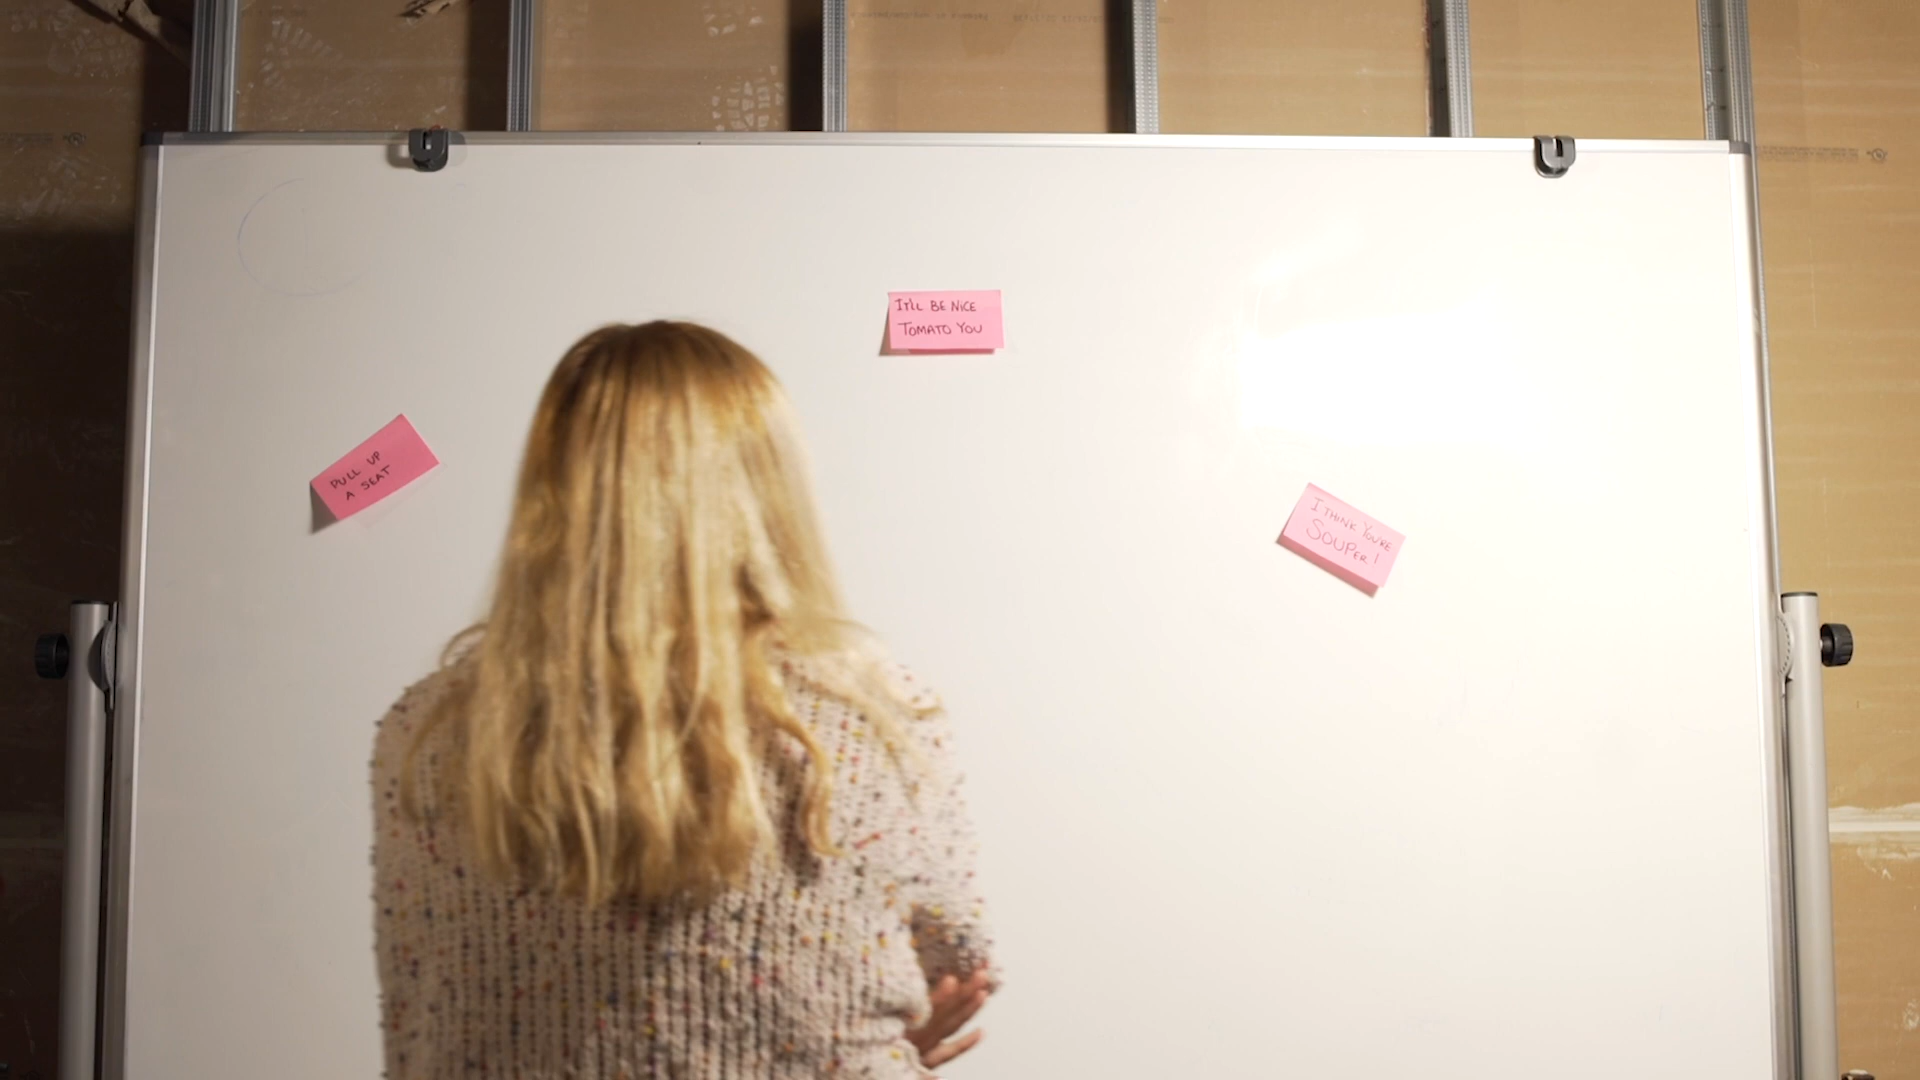 IT'LL BE NICE
TOMATO YOU
PULL UP
A SEAT
I THINK YOU'RE
SOUPER!